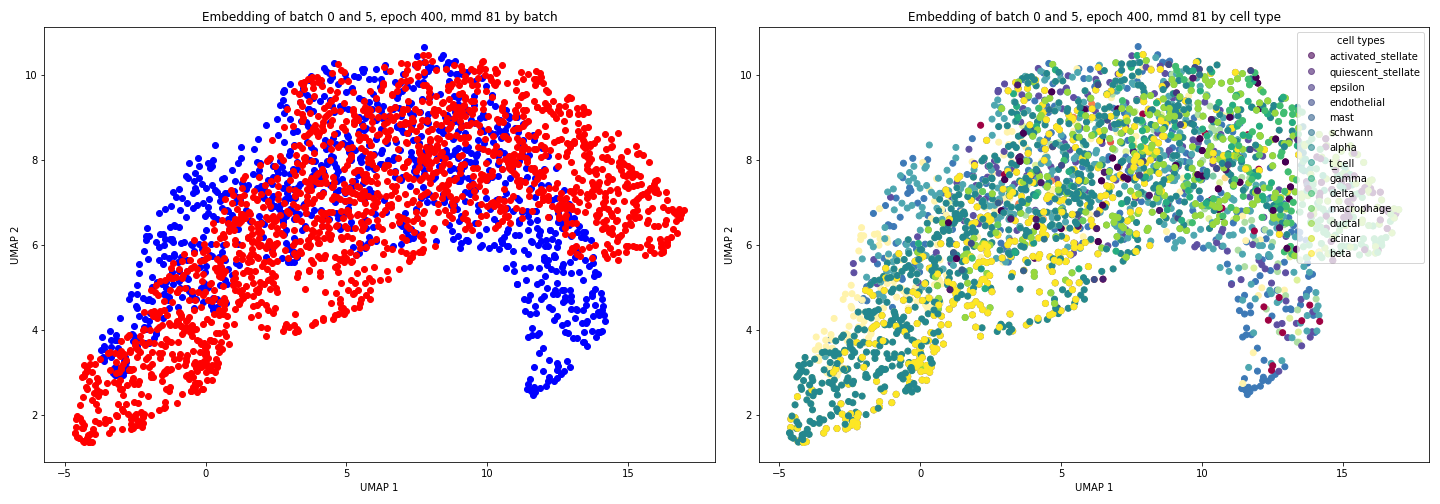 Embedding of batch 0 and 5, epoch 400, mmd 81 by batch
10
8
6
4
2
UMAP 2
−5
0
5
10
15
UMAP 1
Embedding of batch 0 and 5, epoch 400, mmd 81 by cell type
10
8
6
4
2
UMAP 2
−5
0
5
10
15
UMAP 1
cell types
activated_stellate
quiescent_stellate
epsilon
endothelial
mast
schwann
alpha
t_cell
gamma
delta
macrophage
ductal
acinar
beta